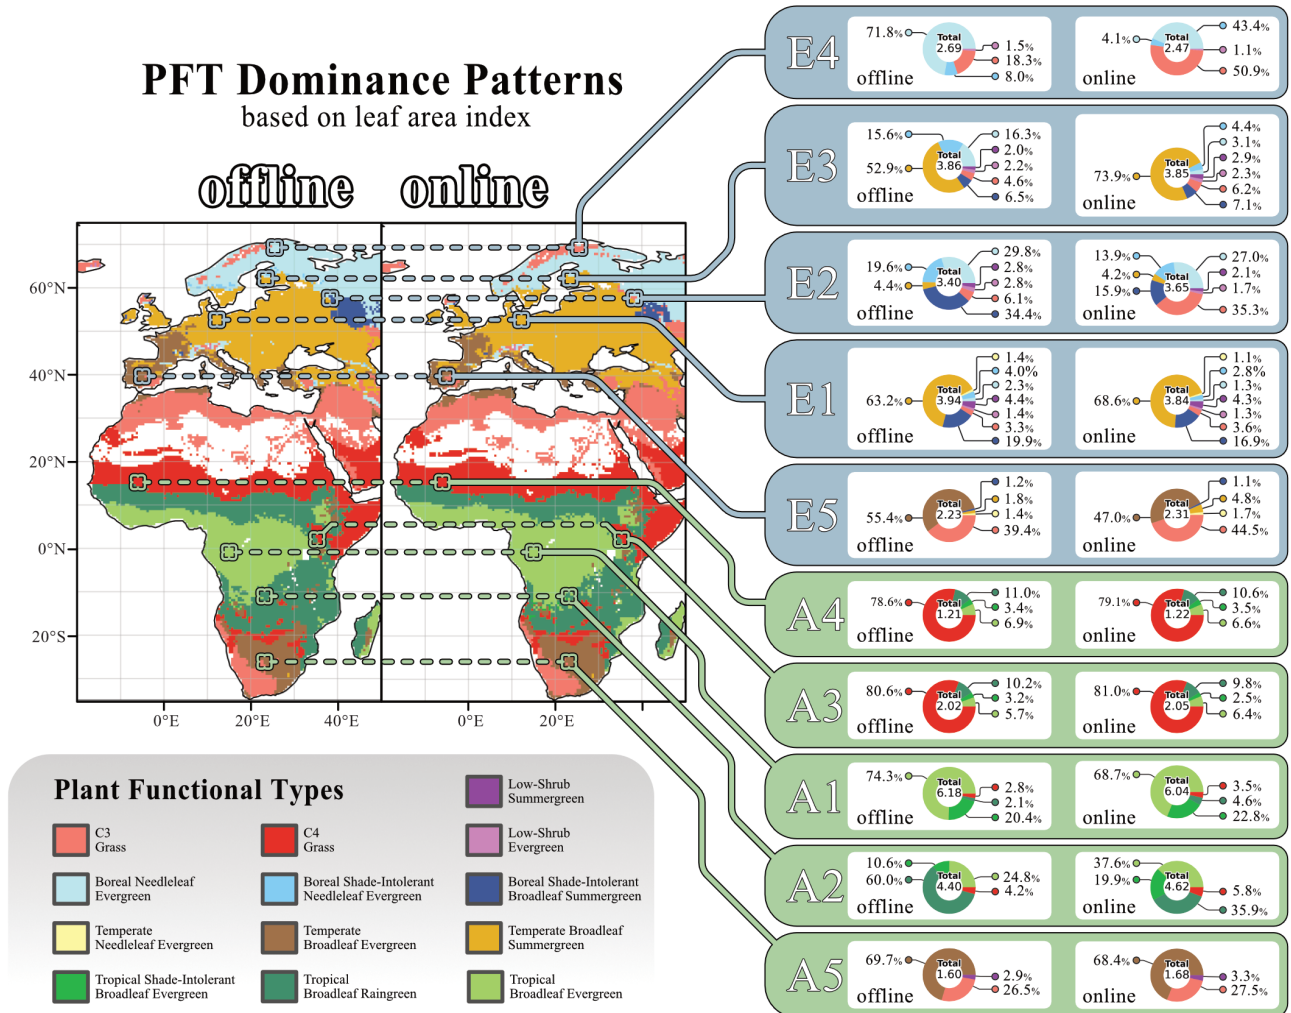 PFT Dominance Patterns
based on leaf area index
offline
online
60°N
40°N
20°N
0°N
20°S
0°E
20°E
40°E
0°E
20°E
E4
71.8%
Total
2.69
1.5%
18.3%
8.0%
offline
4.1%
Total
2.47
43.4%
1.1%
50.9%
online
E3
15.6%
52.9%
Total
3.86
16.3%
2.0%
2.2%
4.6%
6.5%
offline
73.9%
Total
3.85
4.4%
3.1%
2.9%
2.3%
6.2%
7.1%
online
E2
19.6%
4.4%
Total
3.40
29.8%
2.8%
2.8%
6.1%
34.4%
offline
13.9%
4.2%
15.9%
Total
3.65
27.0%
2.1%
1.7%
35.3%
online
E1
63.2%
Total
3.94
1.4%
4.0%
2.3%
4.4%
1.4%
3.3%
19.9%
offline
68.6%
Total
3.84
1.1%
2.8%
1.3%
4.3%
1.3%
3.6%
16.9%
online
E5
55.4%
Total
2.23
1.2%
1.8%
1.4%
39.4%
offline
47.0%
Total
2.31
1.1%
4.8%
1.7%
44.5%
online
A4
78.6%
Total
1.21
11.0%
3.4%
6.9%
offline
79.1%
Total
1.22
10.6%
3.5%
6.6%
online
A3
80.6%
Total
2.02
10.2%
3.2%
5.7%
offline
81.0%
Total
2.05
9.8%
2.5%
6.4%
online
A1
74.3%
Total
6.18
2.8%
2.1%
20.4%
offline
68.7%
Total
6.04
3.5%
4.6%
22.8%
online
A2
10.6%
60.0%
Total
4.40
24.8%
4.2%
offline
37.6%
19.9%
Total
4.62
5.8%
35.9%
online
A5
69.7%
Total
1.60
2.9%
26.5%
offline
68.4%
Total
1.68
3.3%
27.5%
online
Plant Functional Types
Low-Shrub
Summergreen
C3
Grass
C4
Grass
Low-Shrub
Evergreen
Boreal Needleleaf
Evergreen
Boreal Shade-Intolerant
Needleleaf Evergreen
Boreal Shade-Intolerant
Broadleaf Summergreen
Temperate
Needleleaf Evergreen
Temperate
Broadleaf Evergreen
Temperate Broadleaf
Summergreen
Tropical Shade-Intolerant
Broadleaf Evergreen
Tropical
Broadleaf Raingreen
Tropical
Broadleaf Evergreen